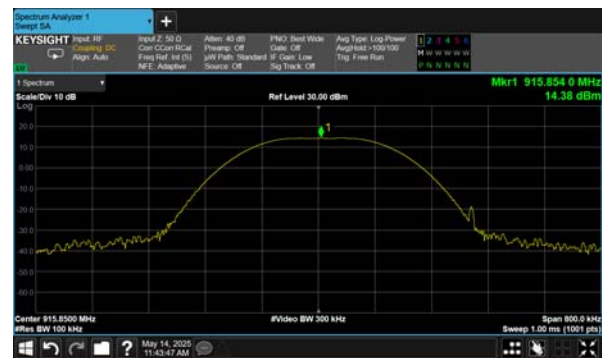 Spectrum Analyzer 1
Swept SA
KEYSIGHT
Input: RF
Coupling: DC
Align: Auto
Input Z: 50 Ω
Corr CCorr RCal
Freq Ref: Int (S)
NFE: Adaptive
Atten: 40 dB
Preamp: Off
µW Path: Standard
Source: Off
PNO: Best Wide
Gate: Off
IF Gain: Low
Sig Track: Off
Avg Type: Log-Power
Avg|Hold:>100/100
Trig: Free Run
1 2 3 4 5 6
M W W W W W
P N N N N N
1 Spectrum
Scale/Div 10 dB
Log
Ref Level 30.00 dBm
Mkr1 915.854 0 MHz
14.38 dBm
1
20.0
10.0
0.00
-10.0
-20.0
-30.0
-40.0
-50.0
-60.0
Center 915.8500 MHz
#Res BW 100 kHz
#Video BW 300 kHz
Span 800.0 kHz
Sweep 1.00 ms (1001 pts)
May 14, 2025
11:43:47 AM